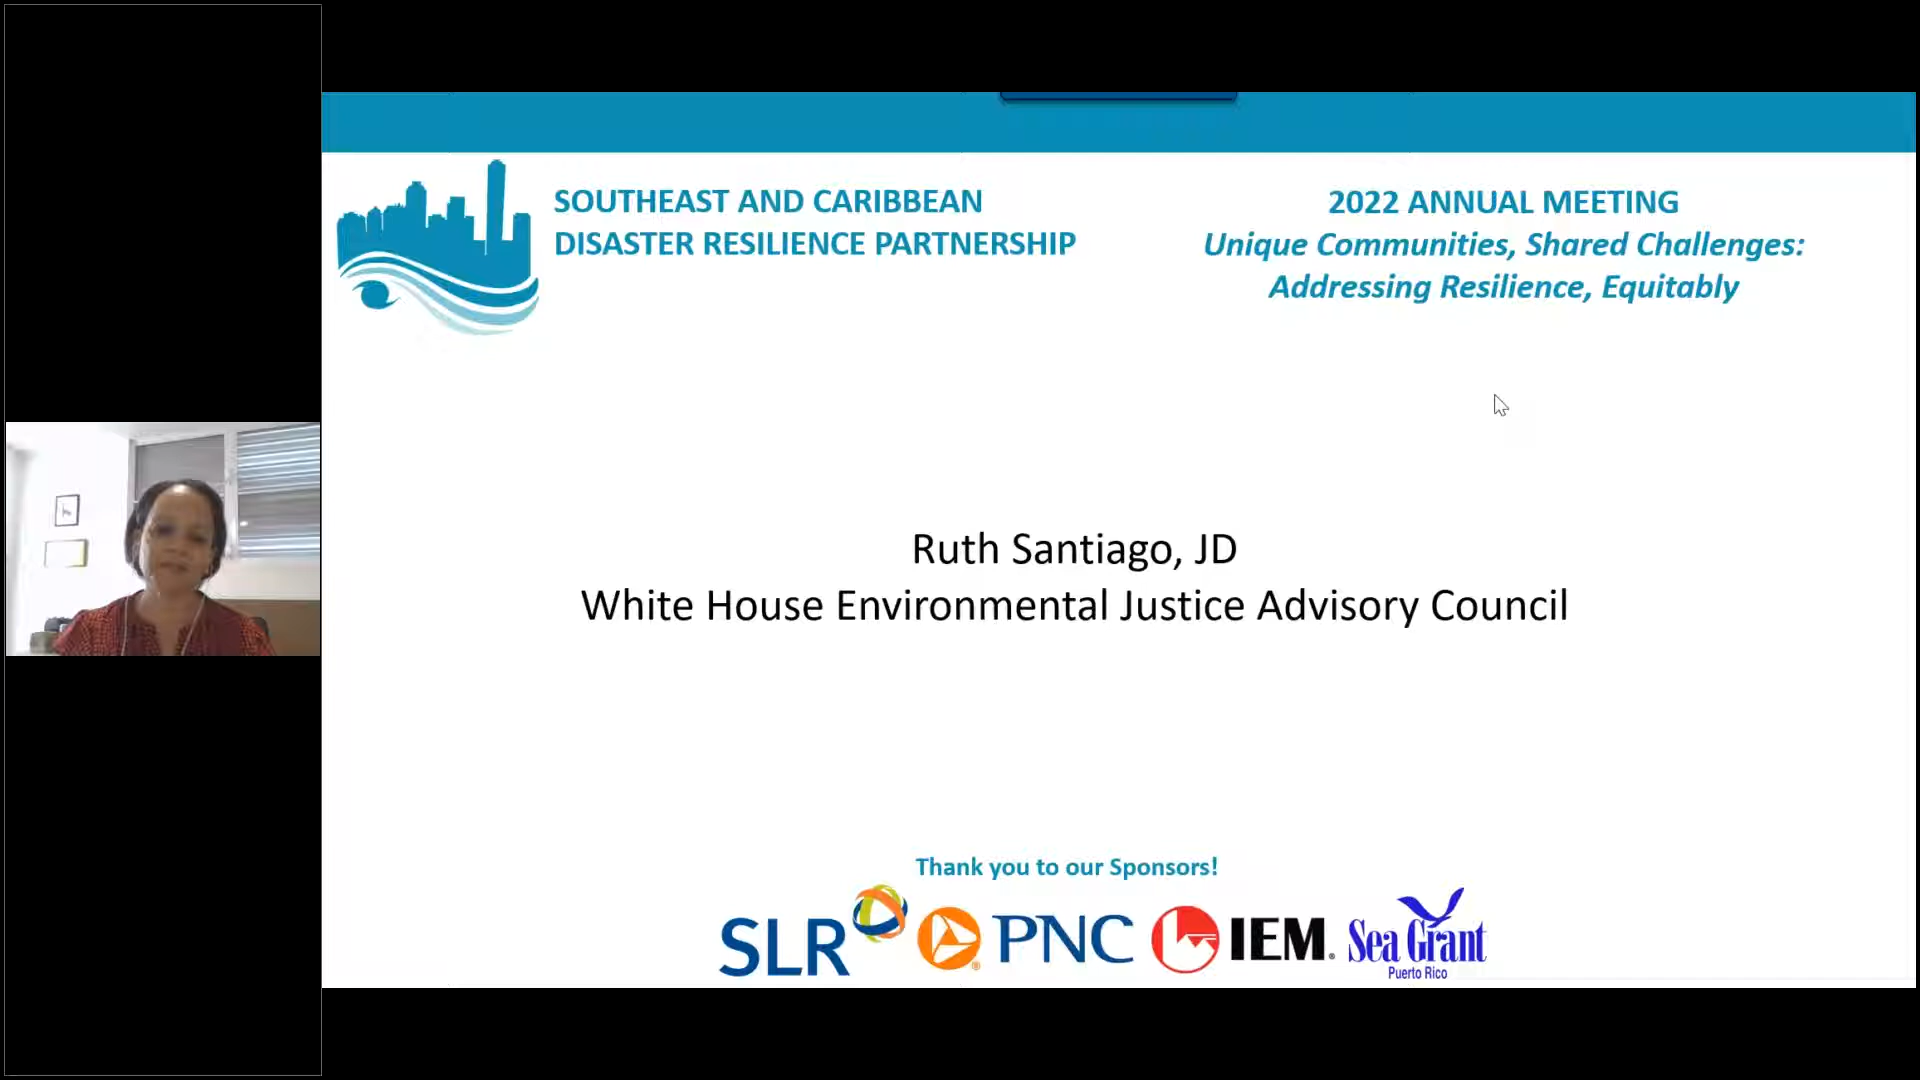 SOUTHEAST AND CARIBBEAN
DISASTER RESILIENCE PARTNERSHIP
2022 ANNUAL MEETING
Unique Communities, Shared Challenges:
Addressing Resilience, Equitably
Ruth Santiago, JD
White House Environmental Justice Advisory Council
Thank you to our Sponsors!
SLR
PNC
IEM
Sea Grant
Puerto Rico